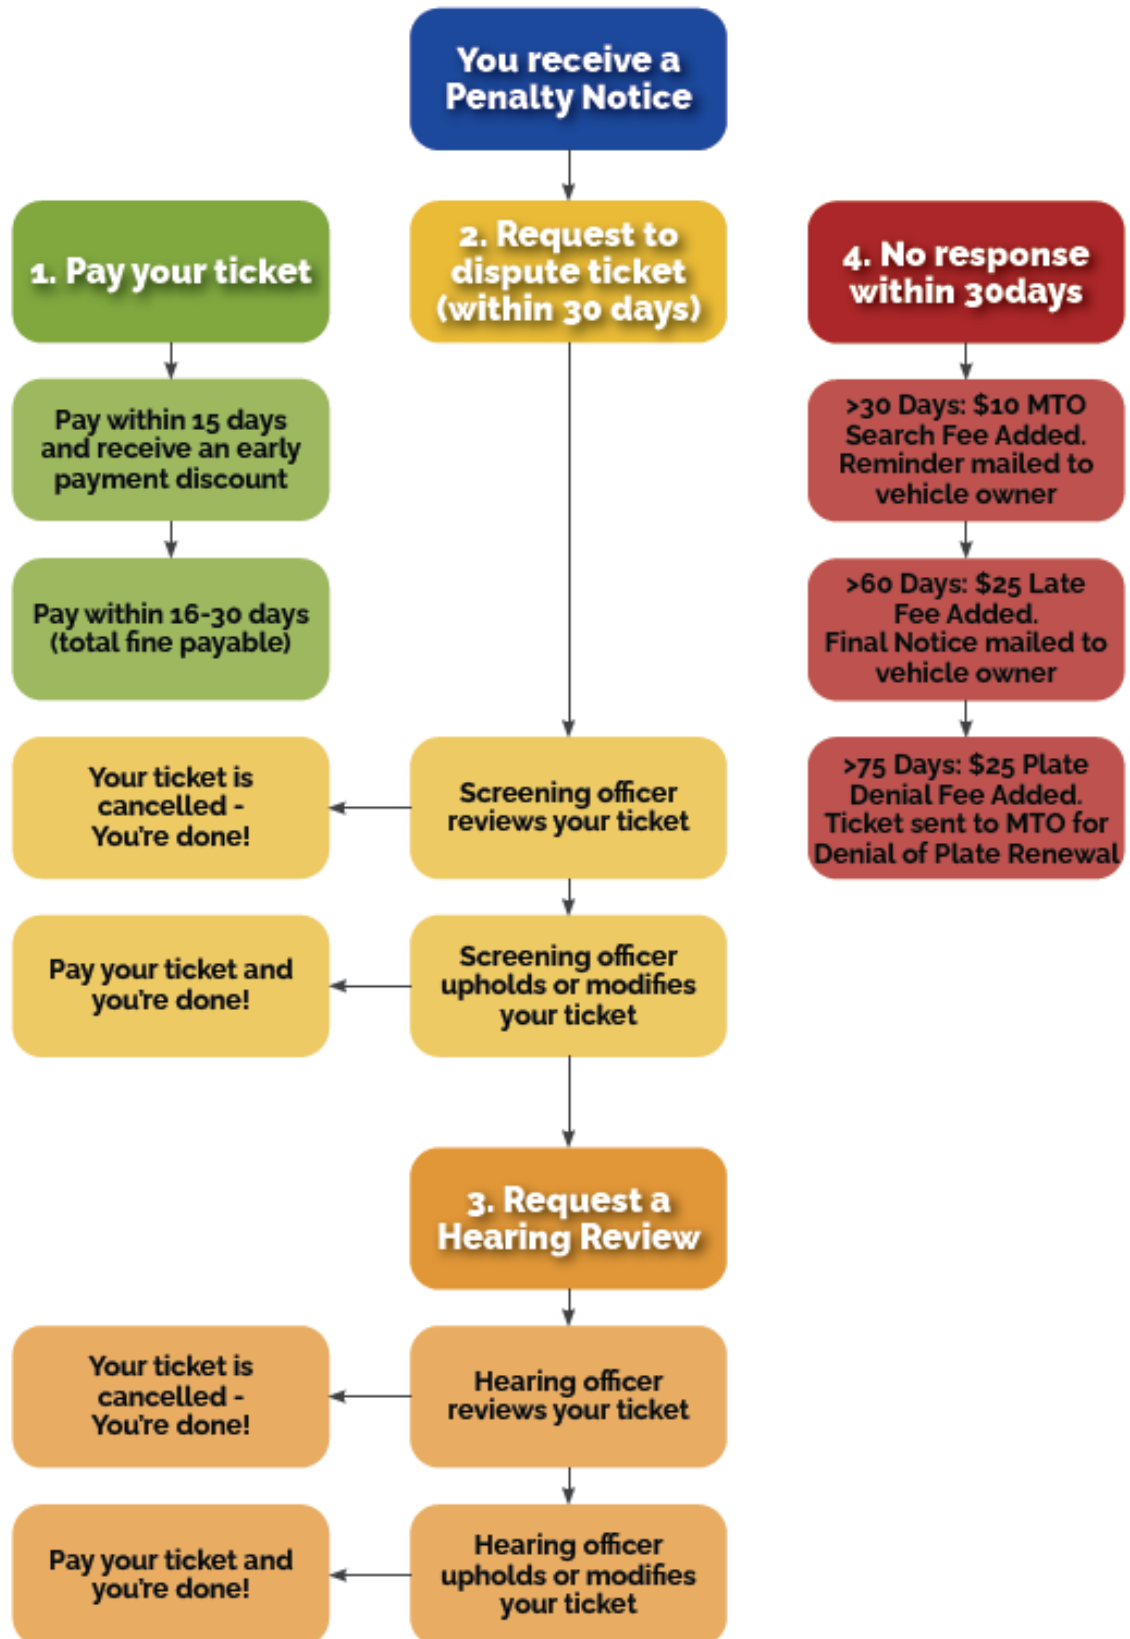 You receive a
Penalty Notice
1. Pay your ticket
2. Request to
dispute ticket
(within 30 days)
4. No response
within 30days
Pay within 15 days
and receive an early
payment discount
>30 Days: $10 MTO
Search Fee Added.
Reminder mailed to
vehicle owner
Pay within 16-30 days
(total fine payable)
>60 Days: $25 Late
Fee Added.
Final Notice mailed to
vehicle owner
Your ticket is
cancelled -
You're done!
Screening officer
reviews your ticket
>75 Days: $25 Plate
Denial Fee Added.
Ticket sent to MTO for
Denial of Plate Renewal
Pay your ticket and
you're done!
Screening officer
upholds or modifies
your ticket
3. Request a
Hearing Review
Your ticket is
cancelled -
You're done!
Hearing officer
reviews your ticket
Pay your ticket and
you're done!
Hearing officer
upholds or modifies
your ticket